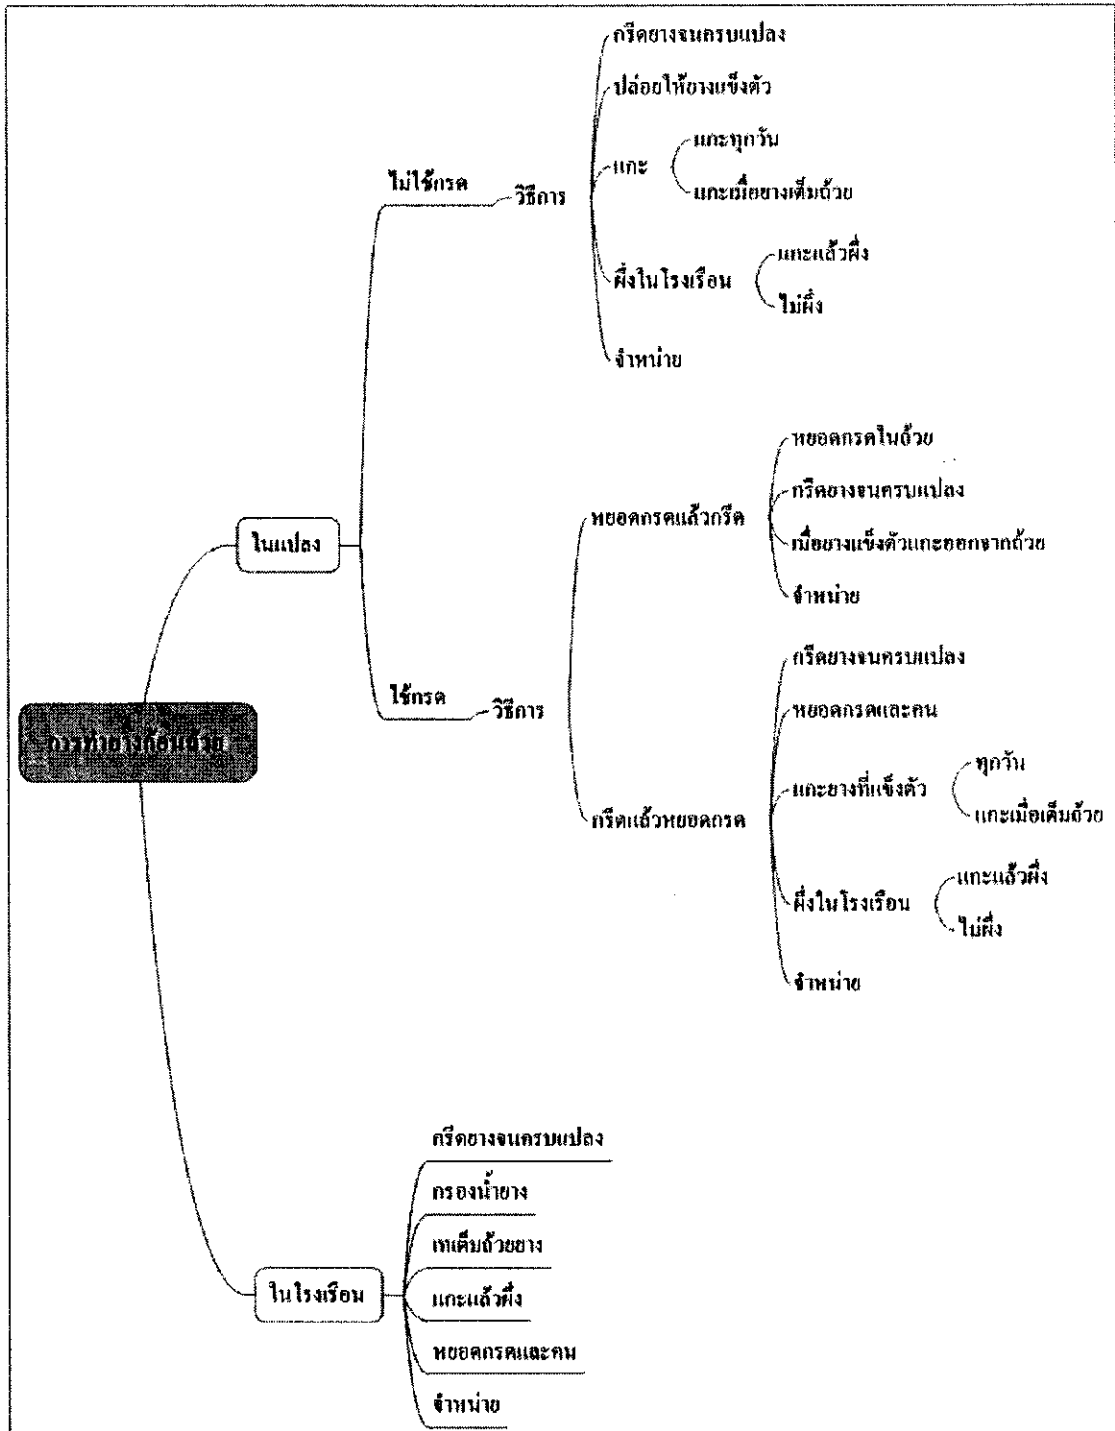 กรีดยางจนครบแปลง
ปล่อยให้ยางแข็งตัว
แกะ
แกะทุกวัน
แกะเมื่อยางเต็มถ้วย
ไม่ใช้กรด
วิธีการ
ผึ่งในโรงเรือน
แกะแล้วผึ่ง
ไม่ผึ่ง
จำหน่าย
ในแปลง
หยอดกรดแล้วกรีด
หยอดกรดในถ้วย
กรีดยางจนครบแปลง
เมื่อยางแข็งตัวแกะออกจากถ้วย
จำหน่าย
ใช้กรด
วิธีการ
กรีดแล้วหยอดกรด
กรีดยางจนครบแปลง
หยอดกรดและคน
แกะยางที่แข็งตัว
ทุกวัน
แกะเมื่อเต็มถ้วย
ผึ่งในโรงเรือน
แกะแล้วผึ่ง
ไม่ผึ่ง
จำหน่าย
การทำยางก้อนถ้วย
ในโรงเรือน
กรีดยางจนครบแปลง
กรองน้ำยาง
เทเต็มถ้วยยาง
แกะแล้วผึ่ง
หยอดกรดและคน
จำหน่าย